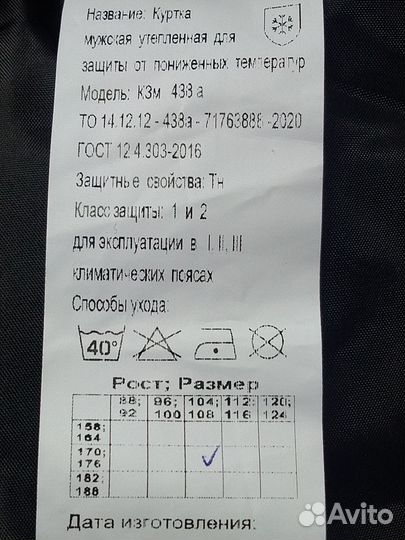 Название: Куртка
мужская утепленная для
защиты от пониженных температур
Модель: КЗм 438 а
ТО 14.12.12 - 438а - 71763888 -2020
ГОСТ 12.4.303-2016
Защитные свойства: Тн
Класс защиты: 1 и 2
для эксплуатации в I, II, III
климатических поясах
Способы ухода:
40°
Рост; Размер
88; 96; 104; 112; 120;
92 100 108 116 124
158;
164
170;
176
182;
188
Дата изготовления:
Avito